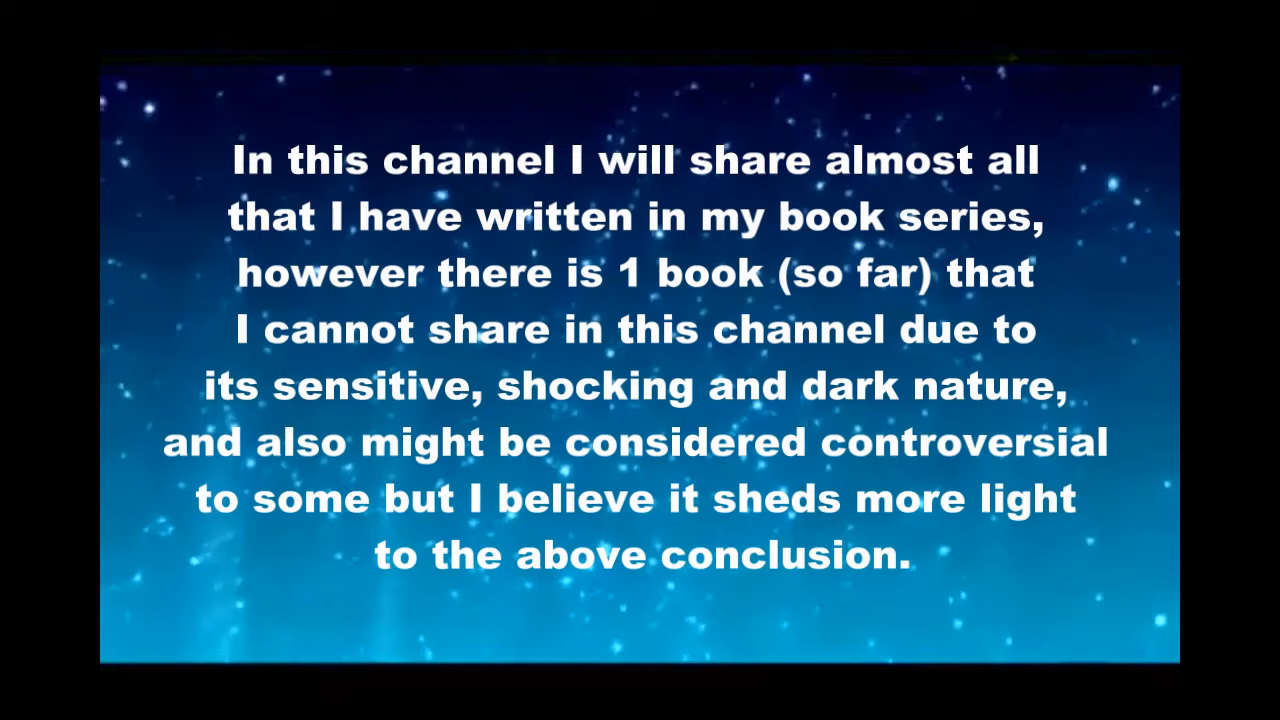 In this channel I will share almost all
that I have written in my book series,
however there is 1 book (so far) that
I cannot share in this channel due to
its sensitive, shocking and dark nature,
and also might be considered controversial
to some but I believe it sheds more light
to the above conclusion.